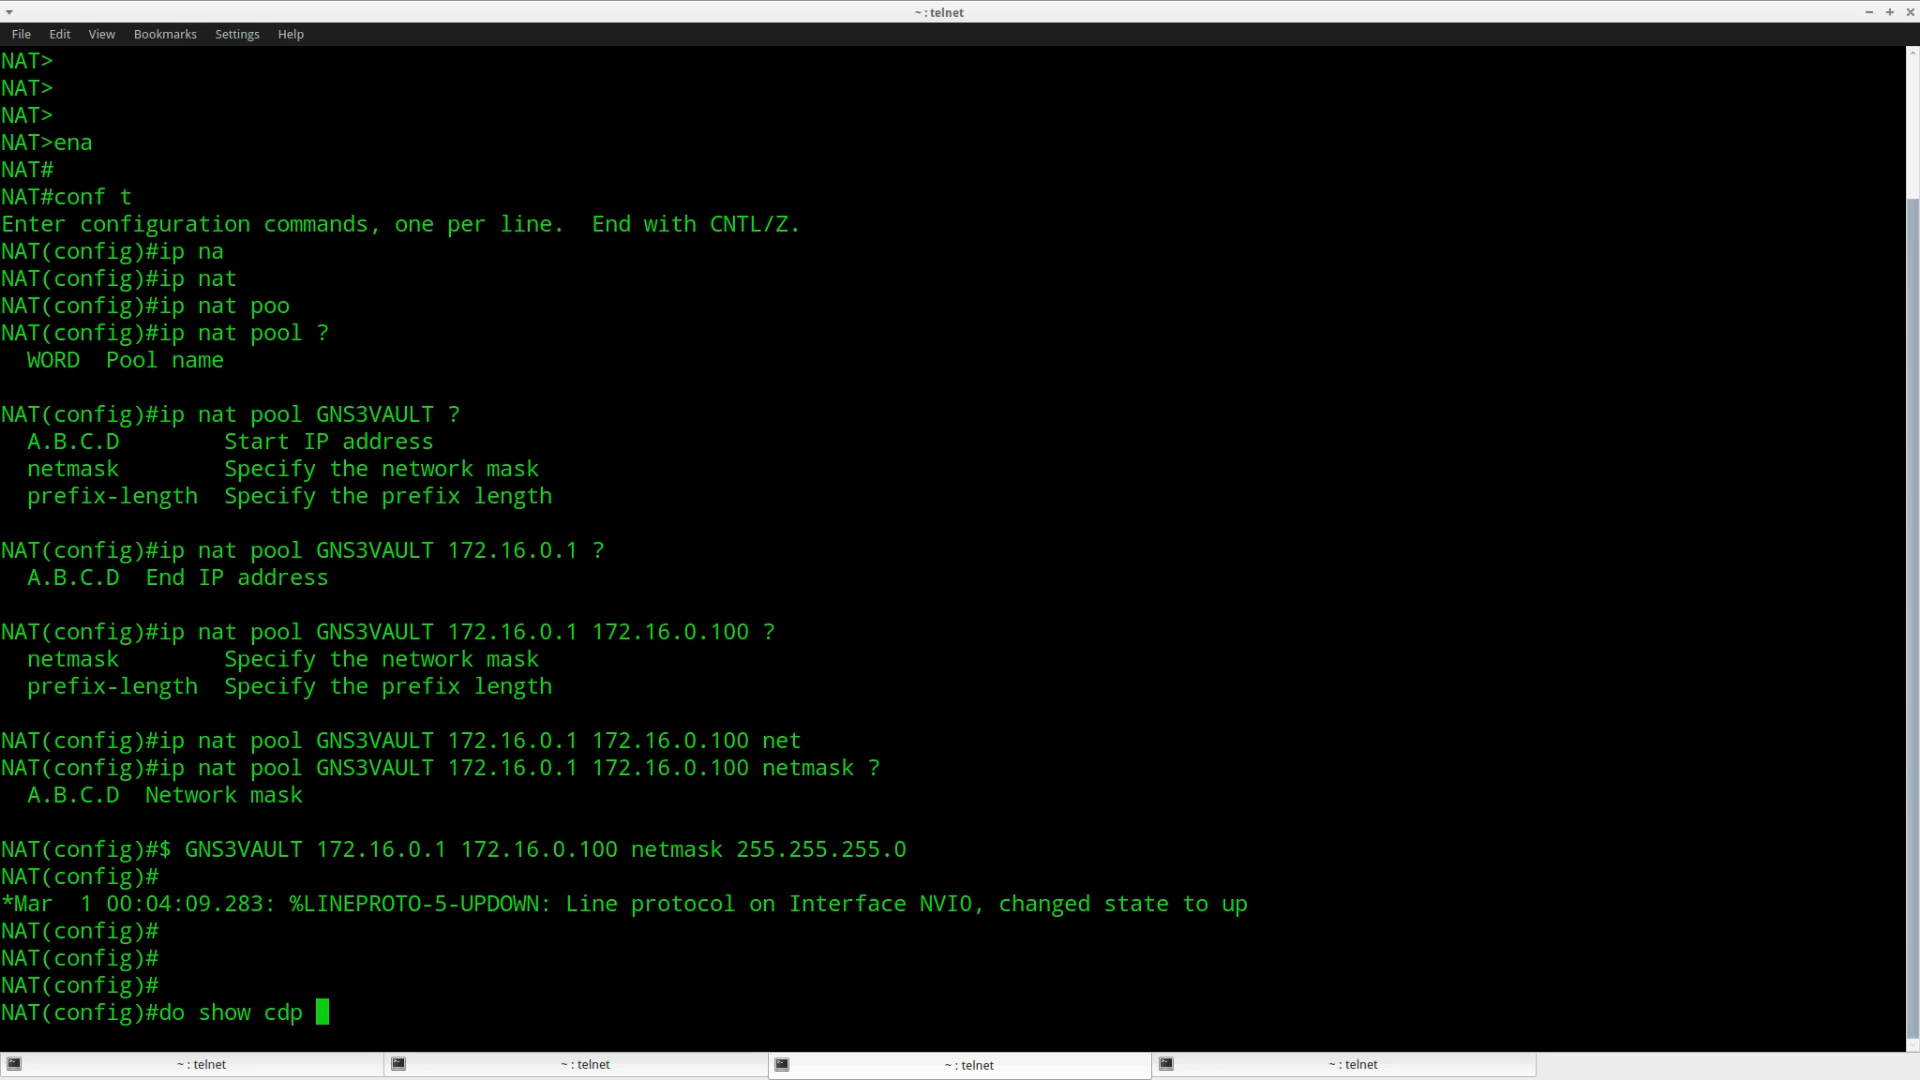 ~ : telnet
File Edit View Bookmarks Settings Help
NAT>
NAT>
NAT>
NAT>ena
NAT#
NAT#conf t
Enter configuration commands, one per line.  End with CNTL/Z.
NAT(config)#ip na
NAT(config)#ip nat
NAT(config)#ip nat poo
NAT(config)#ip nat pool ?
  WORD  Pool name
NAT(config)#ip nat pool GNS3VAULT ?
  A.B.C.D        Start IP address
  netmask        Specify the network mask
  prefix-length  Specify the prefix length
NAT(config)#ip nat pool GNS3VAULT 172.16.0.1 ?
  A.B.C.D  End IP address
NAT(config)#ip nat pool GNS3VAULT 172.16.0.1 172.16.0.100 ?
  netmask        Specify the network mask
  prefix-length  Specify the prefix length
NAT(config)#ip nat pool GNS3VAULT 172.16.0.1 172.16.0.100 net
NAT(config)#ip nat pool GNS3VAULT 172.16.0.1 172.16.0.100 netmask ?
  A.B.C.D  Network mask
NAT(config)#$ GNS3VAULT 172.16.0.1 172.16.0.100 netmask 255.255.255.0
NAT(config)#
*Mar  1 00:04:09.283: %LINEPROTO-5-UPDOWN: Line protocol on Interface NVI0, changed state to up
NAT(config)#
NAT(config)#
NAT(config)#
NAT(config)#do show cdp
~ : telnet ~ : telnet ~ : telnet ~ : telnet